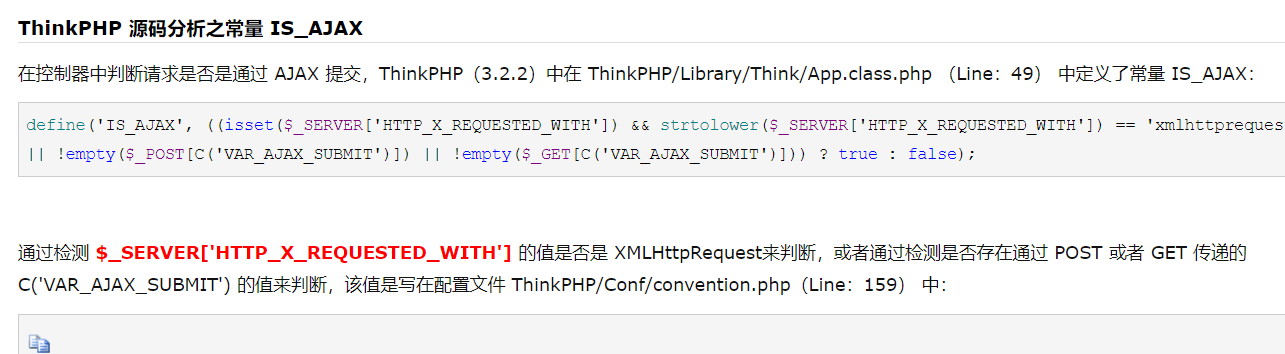 ThinkPHP 源码分析之常量 IS_AJAX
在控制器中判断请求是否是通过 AJAX 提交，ThinkPHP（3.2.2）中在 ThinkPHP/Library/Think/App.class.php （Line：49） 中定义了常量 IS_AJAX：
define('IS_AJAX', ((isset($_SERVER['HTTP_X_REQUESTED_WITH']) && strtolower($_SERVER['HTTP_X_REQUESTED_WITH']) == 'xmlhttpreques
|| !empty($_POST[C('VAR_AJAX_SUBMIT')]) || !empty($_GET[C('VAR_AJAX_SUBMIT')])) ? true : false);
通过检测 $_SERVER['HTTP_X_REQUESTED_WITH'] 的值是否是 XMLHttpRequest来判断，或者通过检测是否存在通过 POST 或者 GET 传递的
C('VAR_AJAX_SUBMIT') 的值来判断，该值是写在配置文件 ThinkPHP/Conf/convention.php（Line：159） 中：